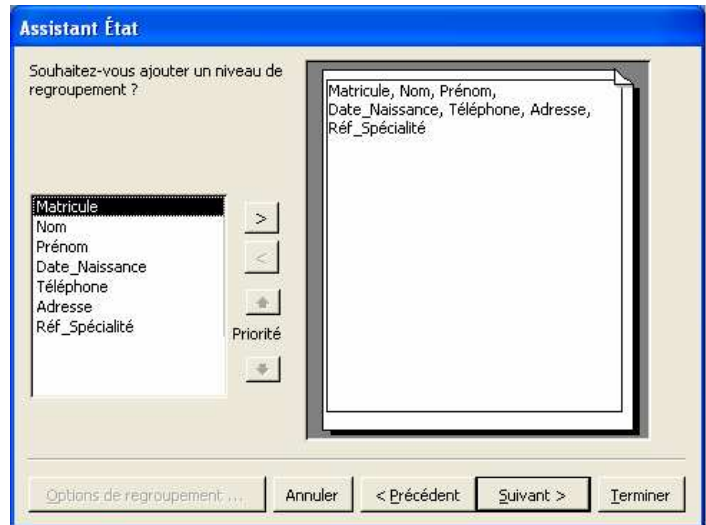 Assistant État
Souhaitez-vous ajouter un niveau de
regroupement ?
Matricule, Nom, Prénom,
Date_Naissance, Téléphone, Adresse,
Réf_Spécialité
Matricule
Nom
Prénom
Date_Naissance
Téléphone
Adresse
Réf_Spécialité
>
<
Priorité
Options de regroupement ...
Annuler
< Précédent
Suivant >
Terminer